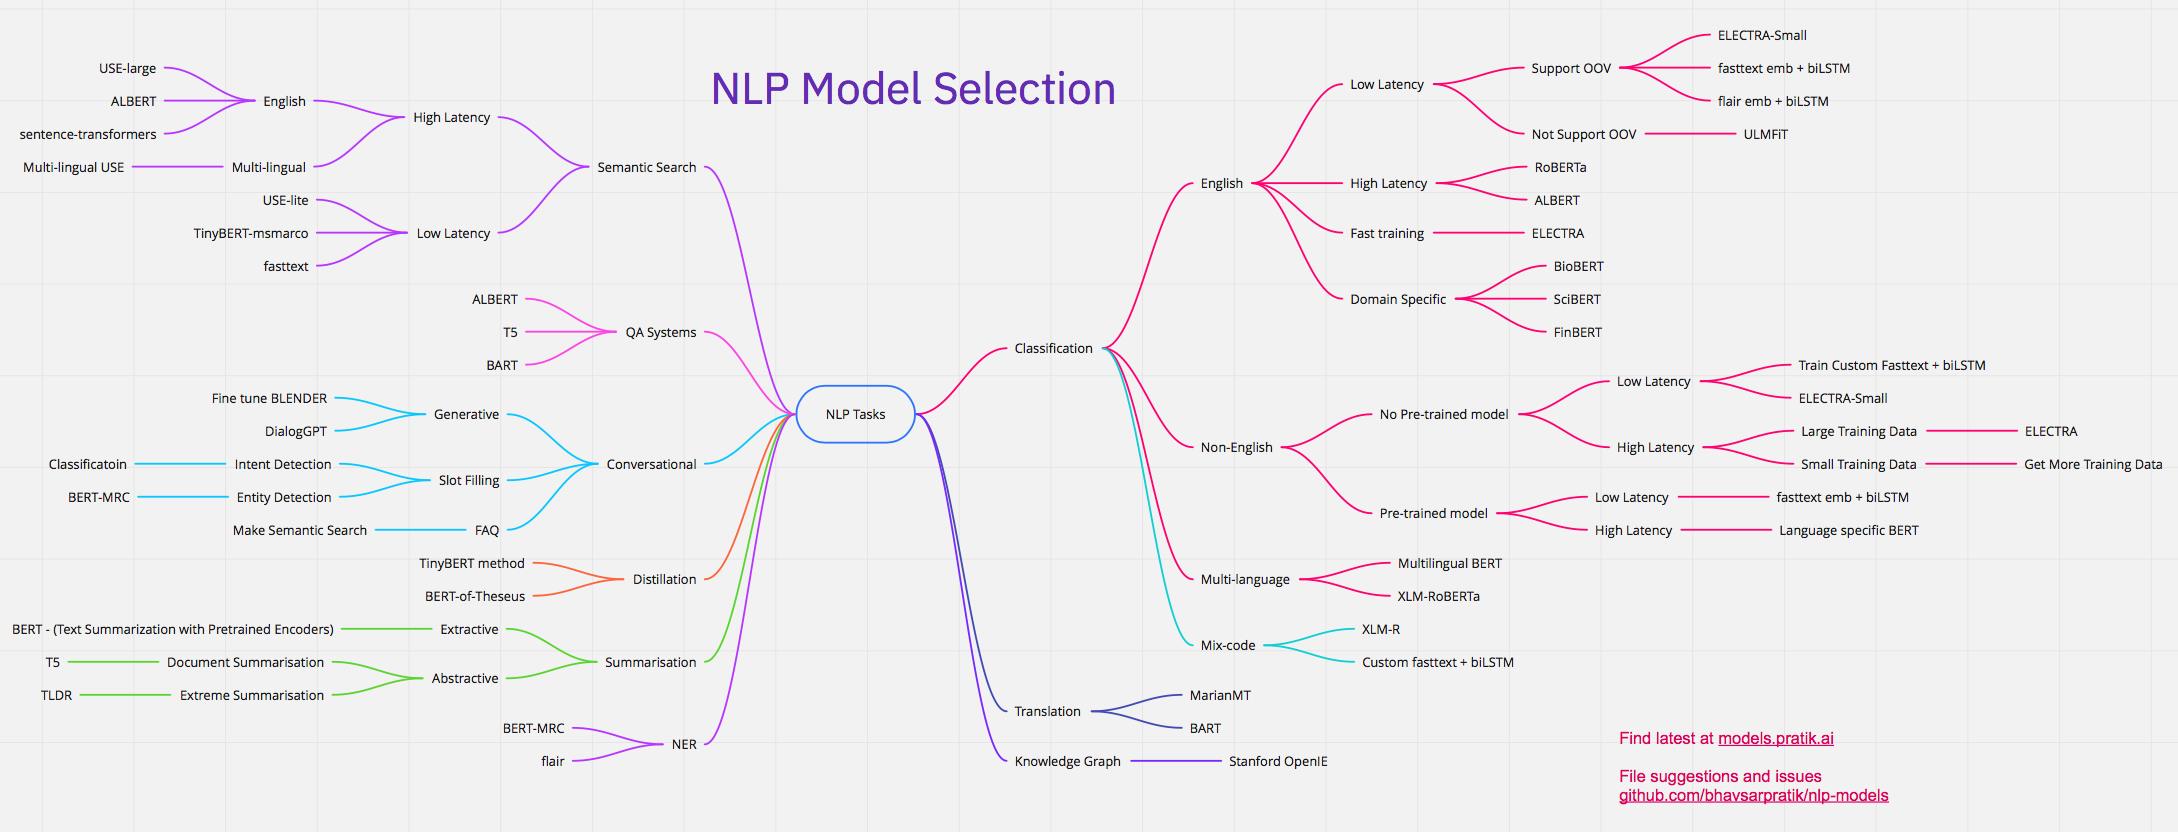 NLP Model Selection
NLP Tasks
Semantic Search
High Latency
English
USE-large
ALBERT
sentence-transformers
Multi-lingual
Multi-lingual USE
Low Latency
USE-lite
TinyBERT-msmarco
fasttext
QA Systems
ALBERT
T5
BART
Conversational
Generative
Fine tune BLENDER
DialogGPT
Slot Filling
Intent Detection
Classificatoin
Entity Detection
BERT-MRC
FAQ
Make Semantic Search
Distillation
TinyBERT method
BERT-of-Theseus
Summarisation
Extractive
BERT - (Text Summarization with Pretrained Encoders)
Abstractive
Document Summarisation
T5
Extreme Summarisation
TLDR
NER
BERT-MRC
flair
Classification
English
Low Latency
Support OOV
ELECTRA-Small
fasttext emb + biLSTM
flair emb + biLSTM
Not Support OOV
ULMFiT
High Latency
RoBERTa
ALBERT
Fast training
ELECTRA
Domain Specific
BioBERT
SciBERT
FinBERT
Non-English
No Pre-trained model
Low Latency
Train Custom Fasttext + biLSTM
ELECTRA-Small
High Latency
Large Training Data
ELECTRA
Small Training Data
Get More Training Data
Pre-trained model
Low Latency
fasttext emb + biLSTM
High Latency
Language specific BERT
Multi-language
Multilingual BERT
XLM-RoBERTa
Mix-code
XLM-R
Custom fasttext + biLSTM
Translation
MarianMT
BART
Knowledge Graph
Stanford OpenIE
Find latest at models.pratik.ai
File suggestions and issues
github.com/bhavsarpratik/nlp-models